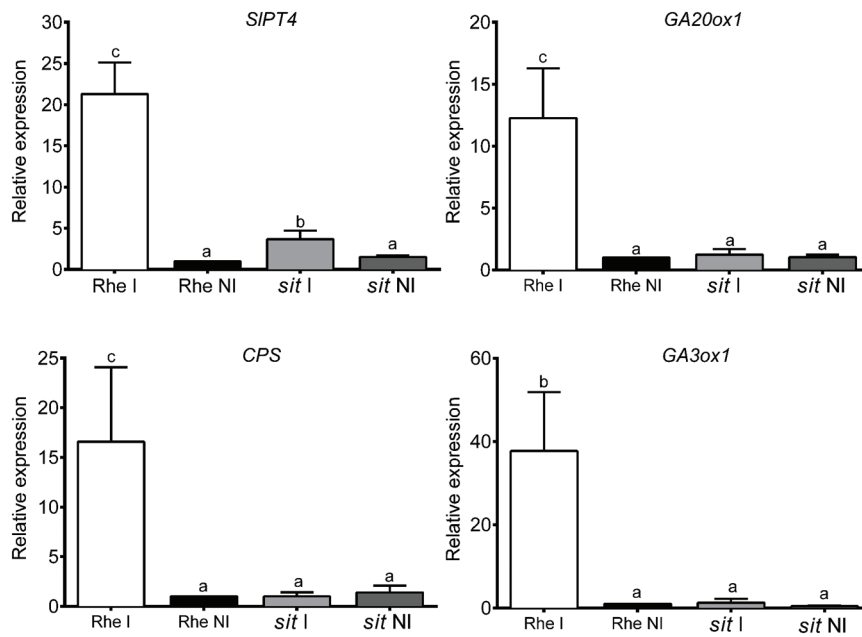 SlPT4
Relative expression
30
25
20
15
10
5
0
c
a
b
a
Rhe I
Rhe NI
sit I
sit NI
GA20ox1
Relative expression
20
15
10
5
0
c
a
a
a
Rhe I
Rhe NI
sit I
sit NI
CPS
Relative expression
25
20
15
10
5
0
c
a
a
a
Rhe I
Rhe NI
sit I
sit NI
GA3ox1
Relative expression
60
40
20
0
b
a
a
a
Rhe I
Rhe NI
sit I
sit NI